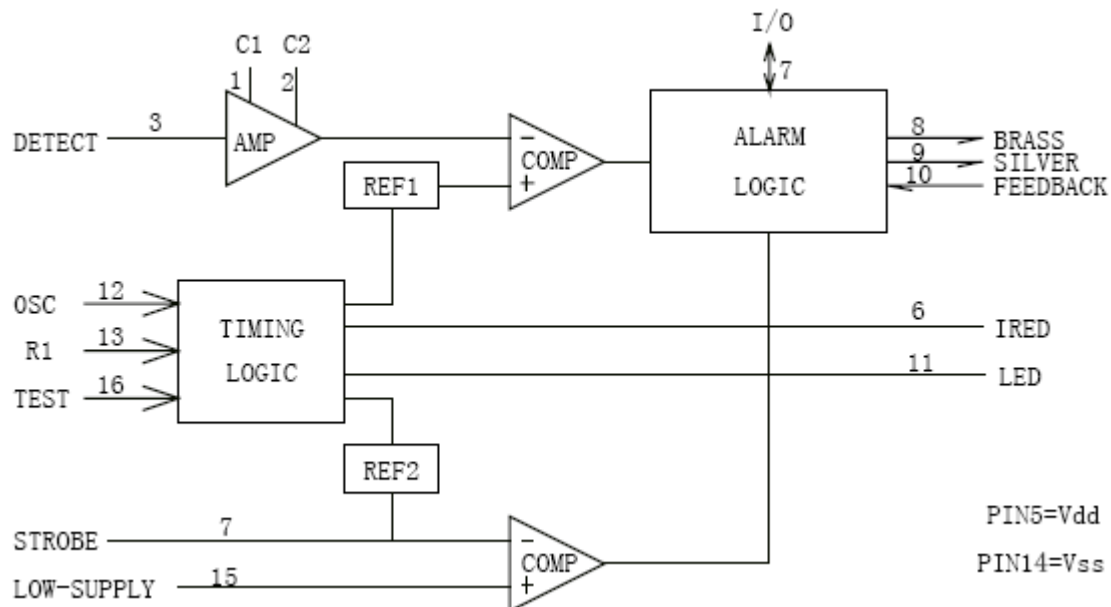 I/O
C1 C2
1 2 7
DETECT 3 AMP
- COMP +
REF1
ALARM
LOGIC
8 BRASS
9 SILVER
10 FEEDBACK
OSC 12
R1 13
TEST 16
TIMING
LOGIC
6 IRED
11 LED
REF2
STROBE 7
LOW-SUPPLY 15
- COMP +
PIN5=Vdd
PIN14=Vss